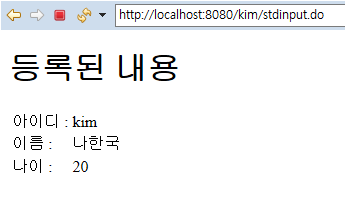 http://localhost:8080/kim/stdinput.do
등록된 내용
아이디 : kim
이름 : 나한국
나이 : 20